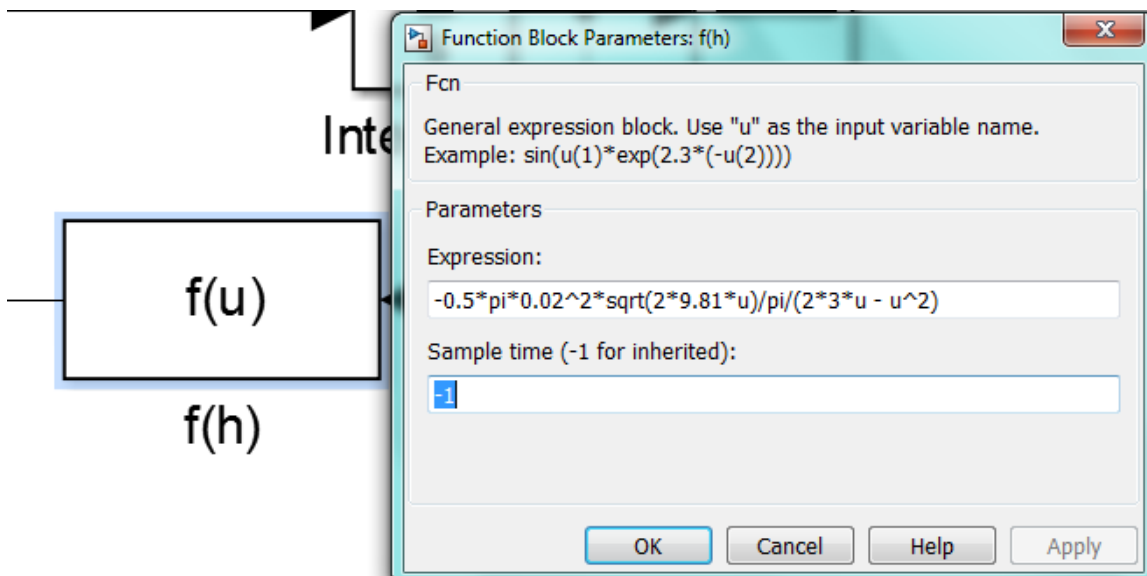 Function Block Parameters: f(h)
Fcn
General expression block. Use "u" as the input variable name.
Example: sin(u(1)*exp(2.3*(-u(2))))
Inte
Parameters
Expression:
-0.5*pi*0.02^2*sqrt(2*9.81*u)/pi/(2*3*u - u^2)
f(u)
Sample time (-1 for inherited):
-1
f(h)
OK Cancel Help Apply